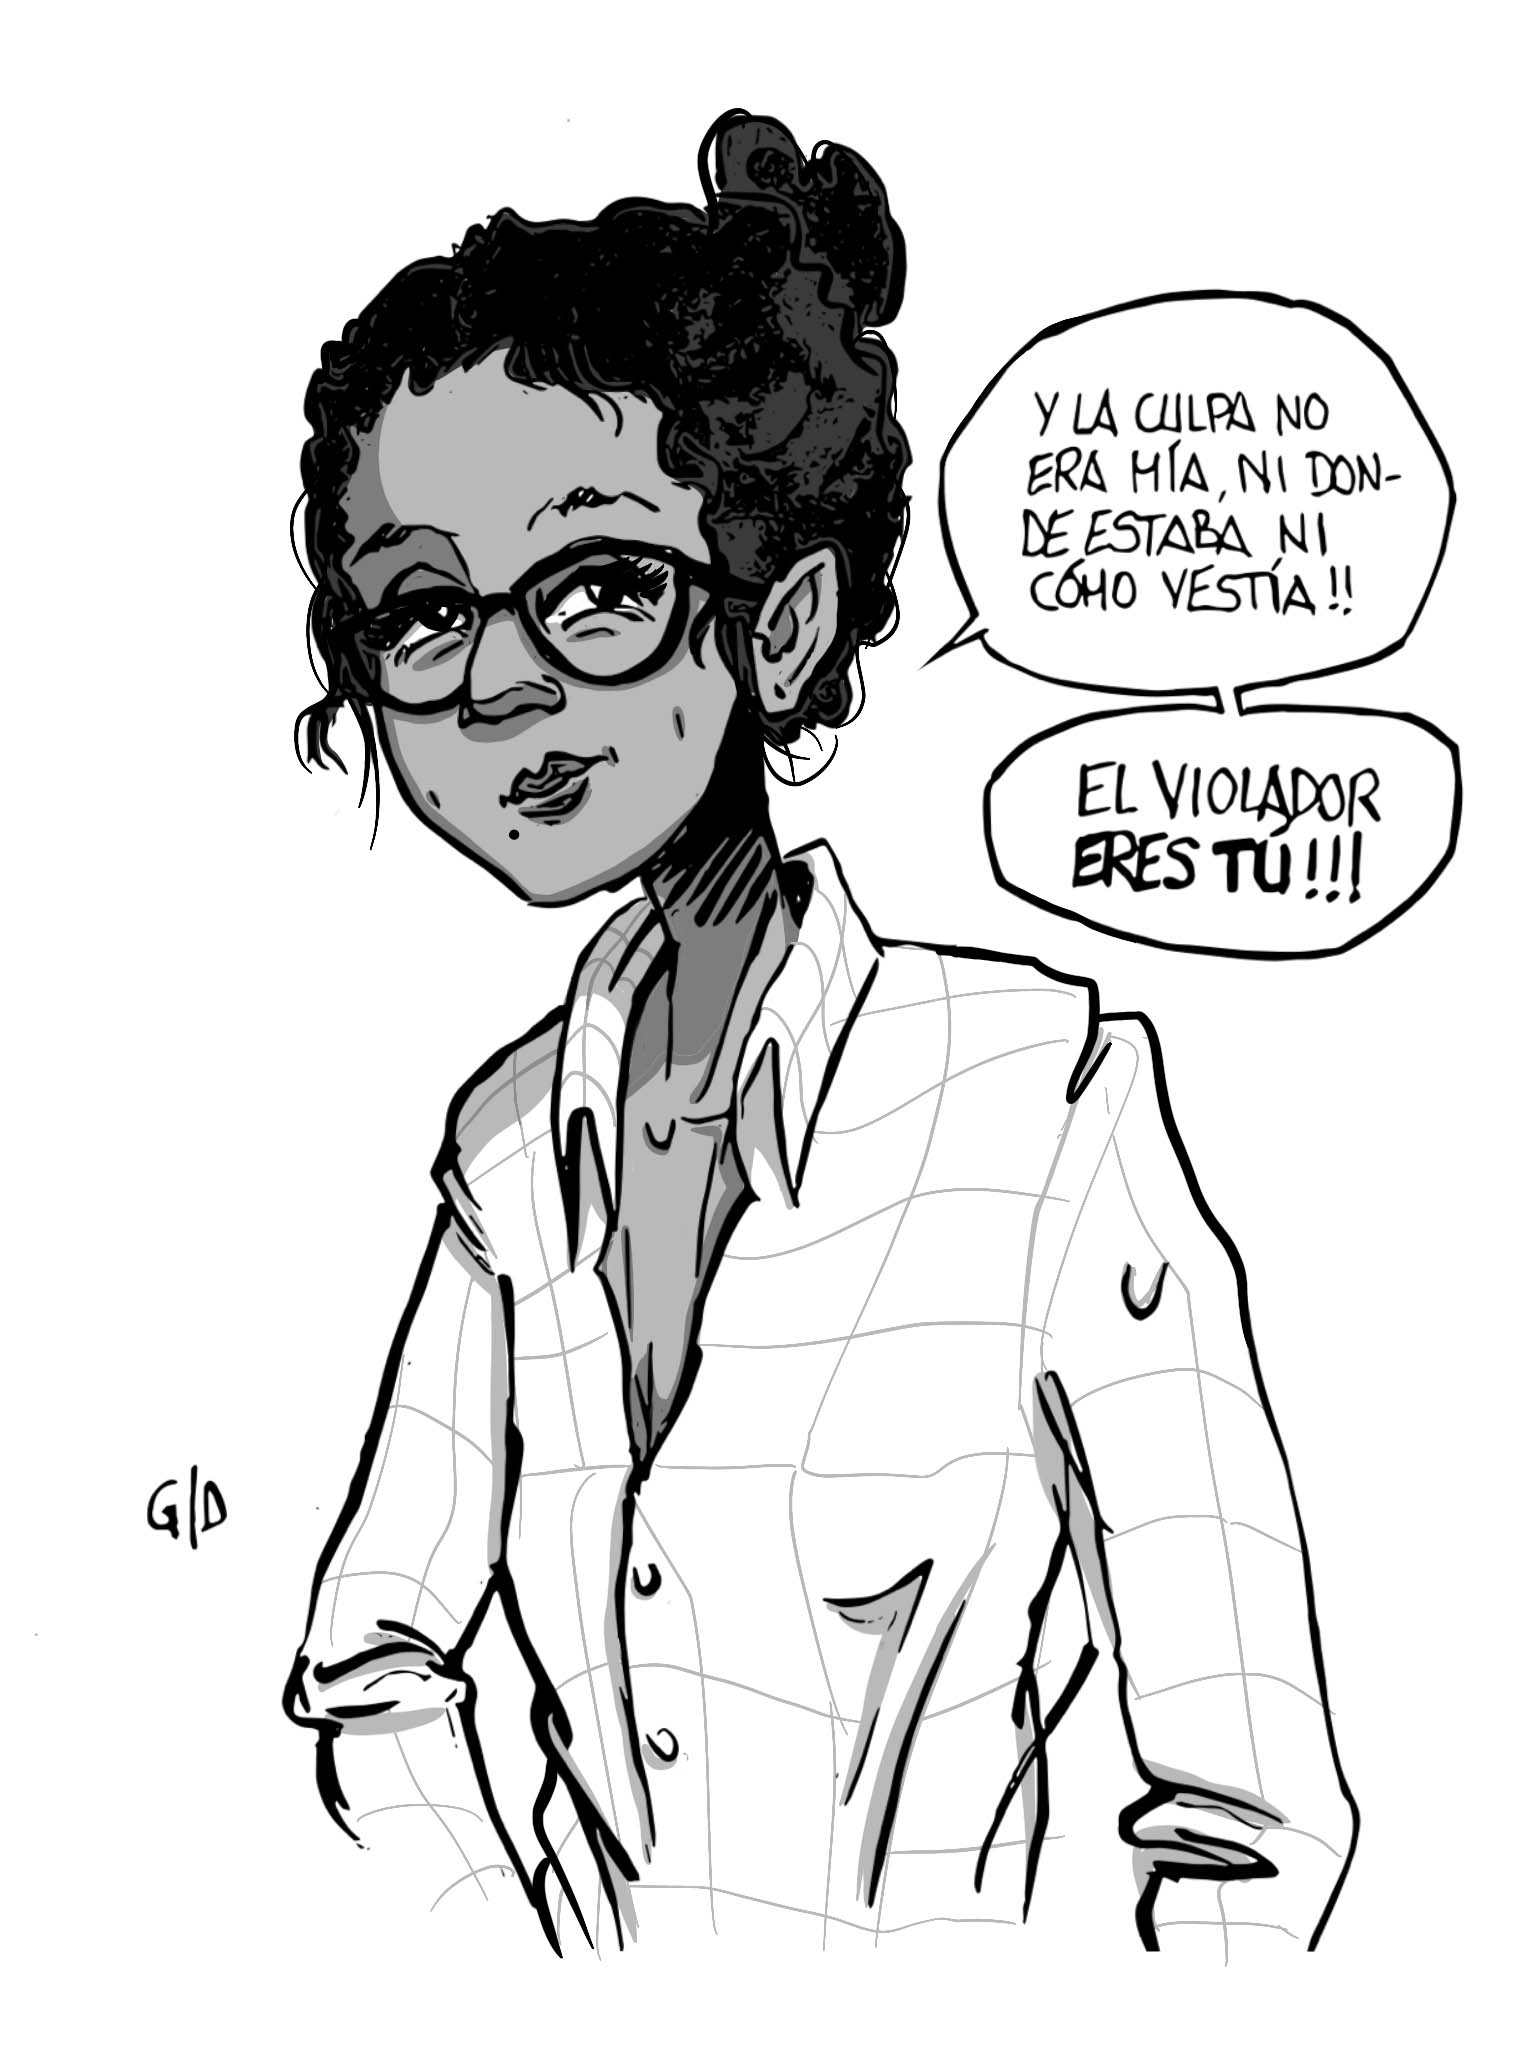 Y LA CULPA NO
ERA MÍA, NI DON-
DE ESTABA NI
CÓMO VESTÍA!!
EL VIOLADOR
ERES TÚ!!!
G|D